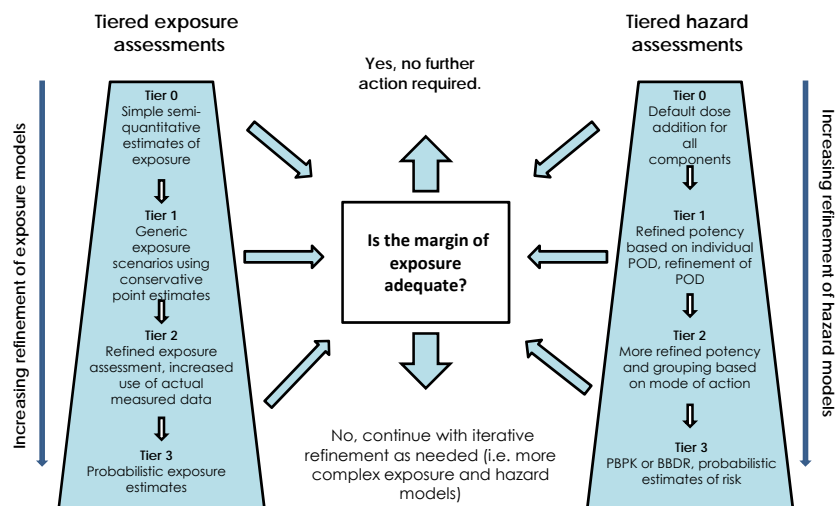 Tiered exposure
assessments
Increasing refinement of exposure models
Tier 0
Simple semi-
quantitative
estimates of
exposure
Tier 1
Generic
exposure
scenarios using
conservative
point estimates
Tier 2
Refined exposure
assessment, increased
use of actual
measured data
Tier 3
Probabilistic exposure
estimates
Yes, no further
action required.
Is the margin of
exposure
adequate?
No, continue with iterative
refinement as needed (i.e. more
complex exposure and hazard
models)
Tiered hazard
assessments
Tier 0
Default dose
addition for
all
components
Tier 1
Refined potency
based on individual
POD, refinement of
POD
Tier 2
More refined potency
and grouping based
on mode of action
Tier 3
PBPK or BBDR, probabilistic
estimates of risk
Increasing refinement of hazard models